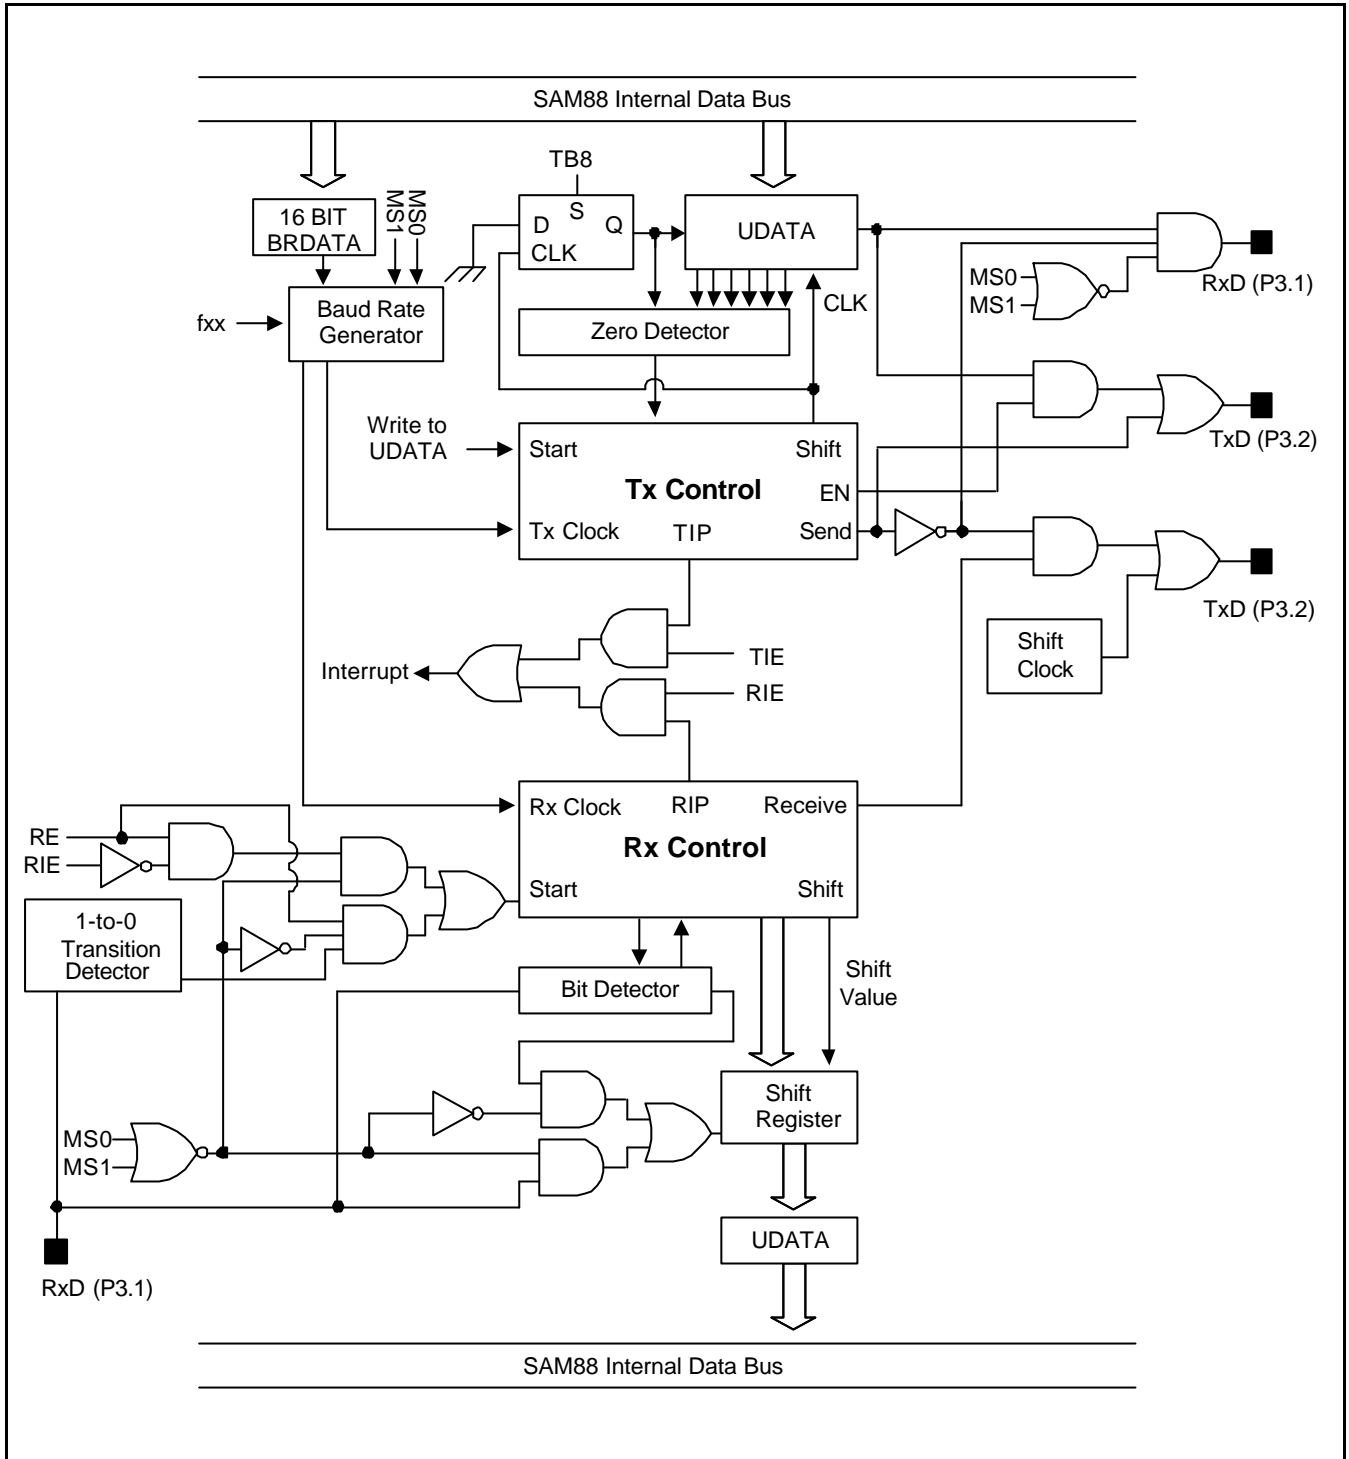 SAM88 Internal Data Bus
TB8
16 BIT
BRDATA
MS1
MS0
D
S
Q
CLK
UDATA
MS0
MS1
RxD (P3.1)
fxx
Baud Rate
Generator
CLK
Zero Detector
Write to
UDATA
Start
Shift
Tx Control
EN
Tx Clock
TIP
Send
TxD (P3.2)
TxD (P3.2)
Shift
Clock
Interrupt
TIE
RIE
RE
RIE
Rx Clock
RIP
Receive
Rx Control
Start
Shift
1-to-0
Transition
Detector
Bit Detector
Shift
Value
Shift
Register
MS0
MS1
UDATA
RxD (P3.1)
SAM88 Internal Data Bus